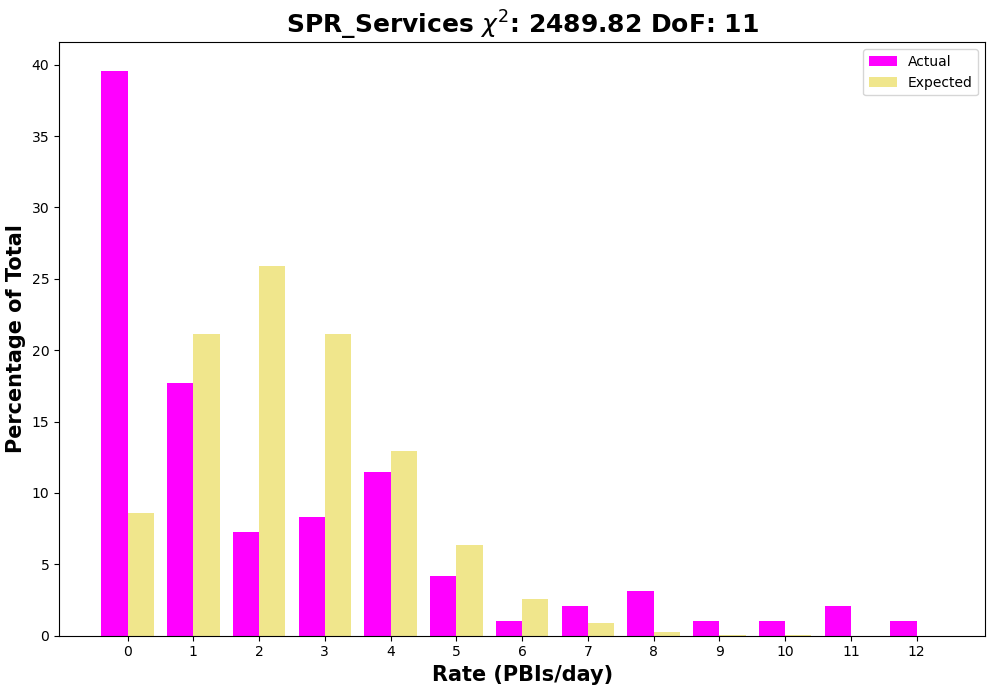 SPR_Services χ²: 2489.82 DoF: 11
Actual
Expected
Percentage of Total
40
35
30
25
20
15
10
5
0
0 1 2 3 4 5 6 7 8 9 10 11 12
Rate (PBIs/day)